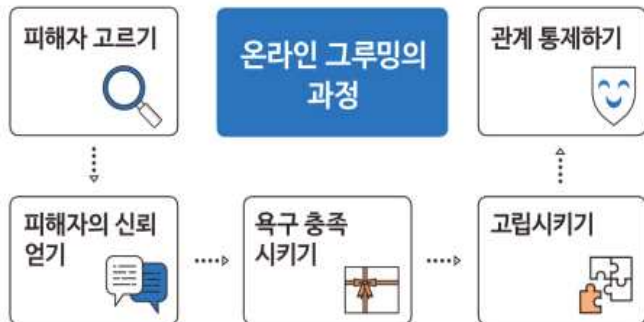 온라인 그루밍의
과정
피해자 고르기
피해자의 신뢰
얻기
욕구 충족
시키기
고립시키기
관계 통제하기